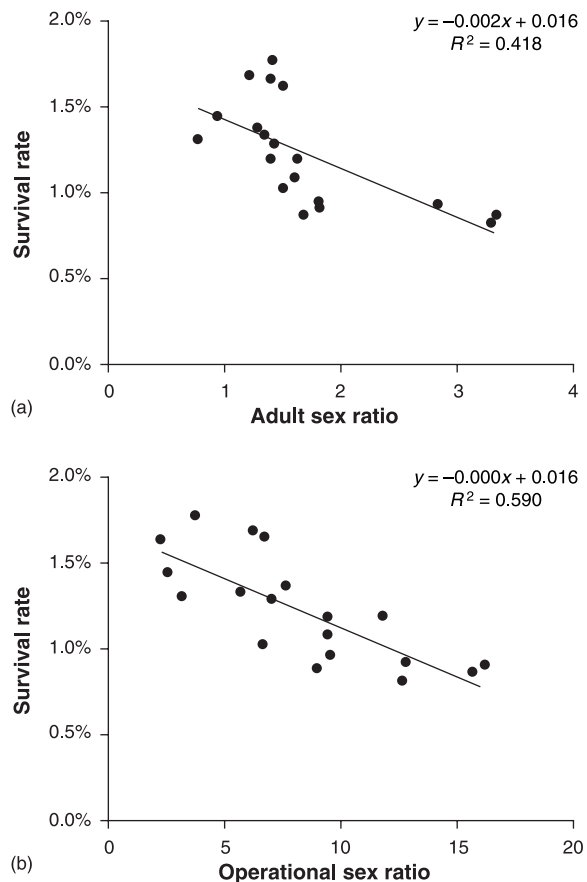 y = −0.002x + 0.016
R² = 0.418
2.0%
1.5%
1.0%
0.5%
0.0%
Survival rate
0 1 2 3 4
Adult sex ratio
(a)
y = −0.000x + 0.016
R² = 0.590
2.0%
1.5%
1.0%
0.5%
0.0%
Survival rate
0 5 10 15 20
Operational sex ratio
(b)